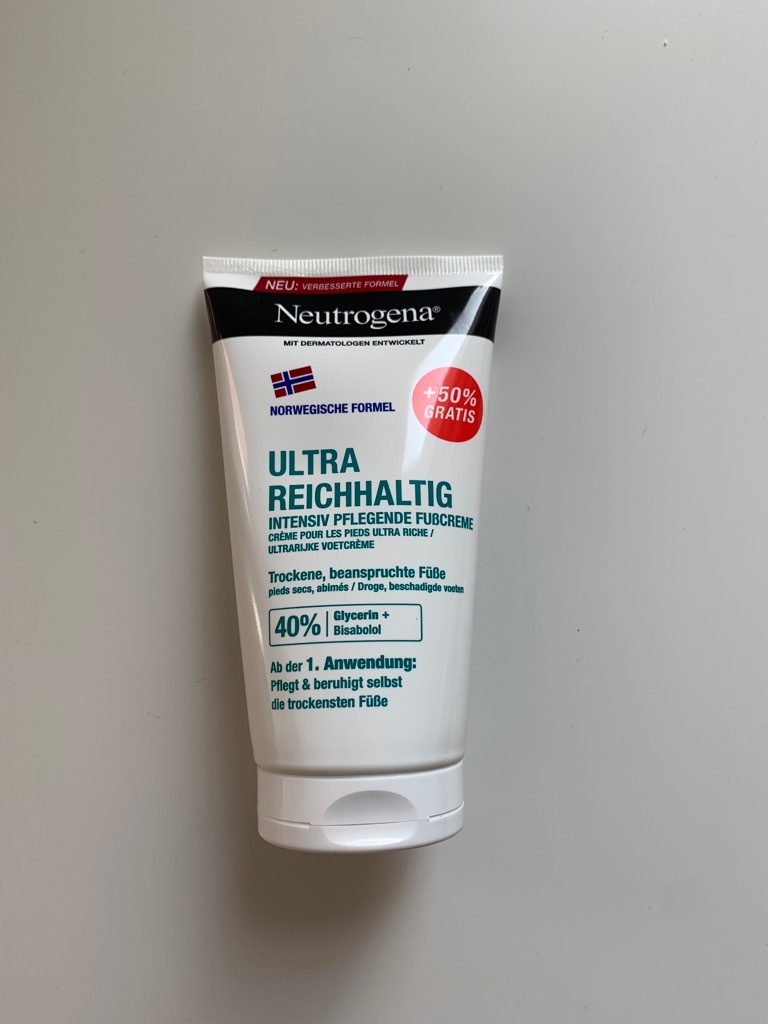 NEU: VERBESSERTE FORMEL
Neutrogena®
MIT DERMATOLOGEN ENTWICKELT
NORWEGISCHE FORMEL
+50%
GRATIS
ULTRA
REICHHALTIG
INTENSIV PFLEGENDE FUßCREME
CRÈME POUR LES PIEDS ULTRA RICHE /
ULTRARIJKE VOETCRÈME
Trockene, beanspruchte Füße
pieds secs, abimés / Droge, beschadigde voeten
40% | Glycerin +
Bisabolol
Ab der 1. Anwendung:
Pflegt & beruhigt selbst
die trockensten Füße